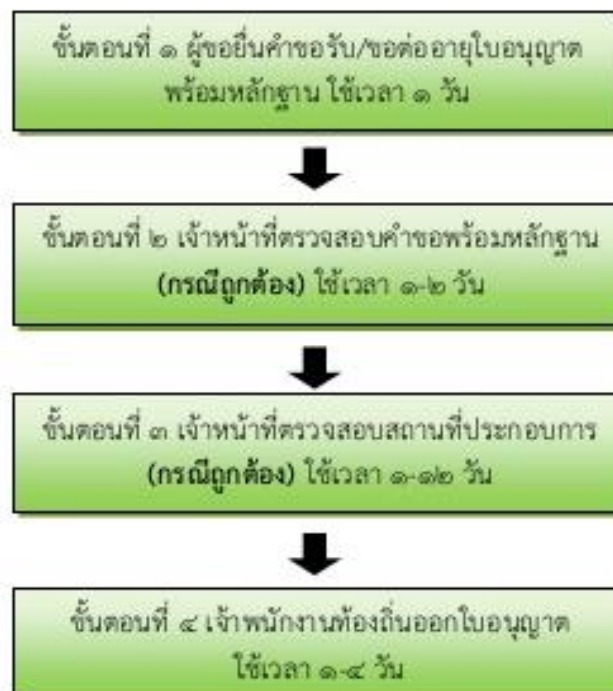 ขั้นตอนที่ ๑ ผู้ขอยื่นคำขอรับ/ขอต่ออายุใบอนุญาต
พร้อมหลักฐาน ใช้เวลา ๑ วัน
ขั้นตอนที่ ๒ เจ้าหน้าที่ตรวจสอบคำขอพร้อมหลักฐาน
(กรณีถูกต้อง) ใช้เวลา ๑-๒ วัน
ขั้นตอนที่ ๓ เจ้าหน้าที่ตรวจสอบสถานที่ประกอบการ
(กรณีถูกต้อง) ใช้เวลา ๑-๑๒ วัน
ขั้นตอนที่ ๔ เจ้าพนักงานท้องถิ่นออกใบอนุญาต
ใช้เวลา ๑-๔ วัน